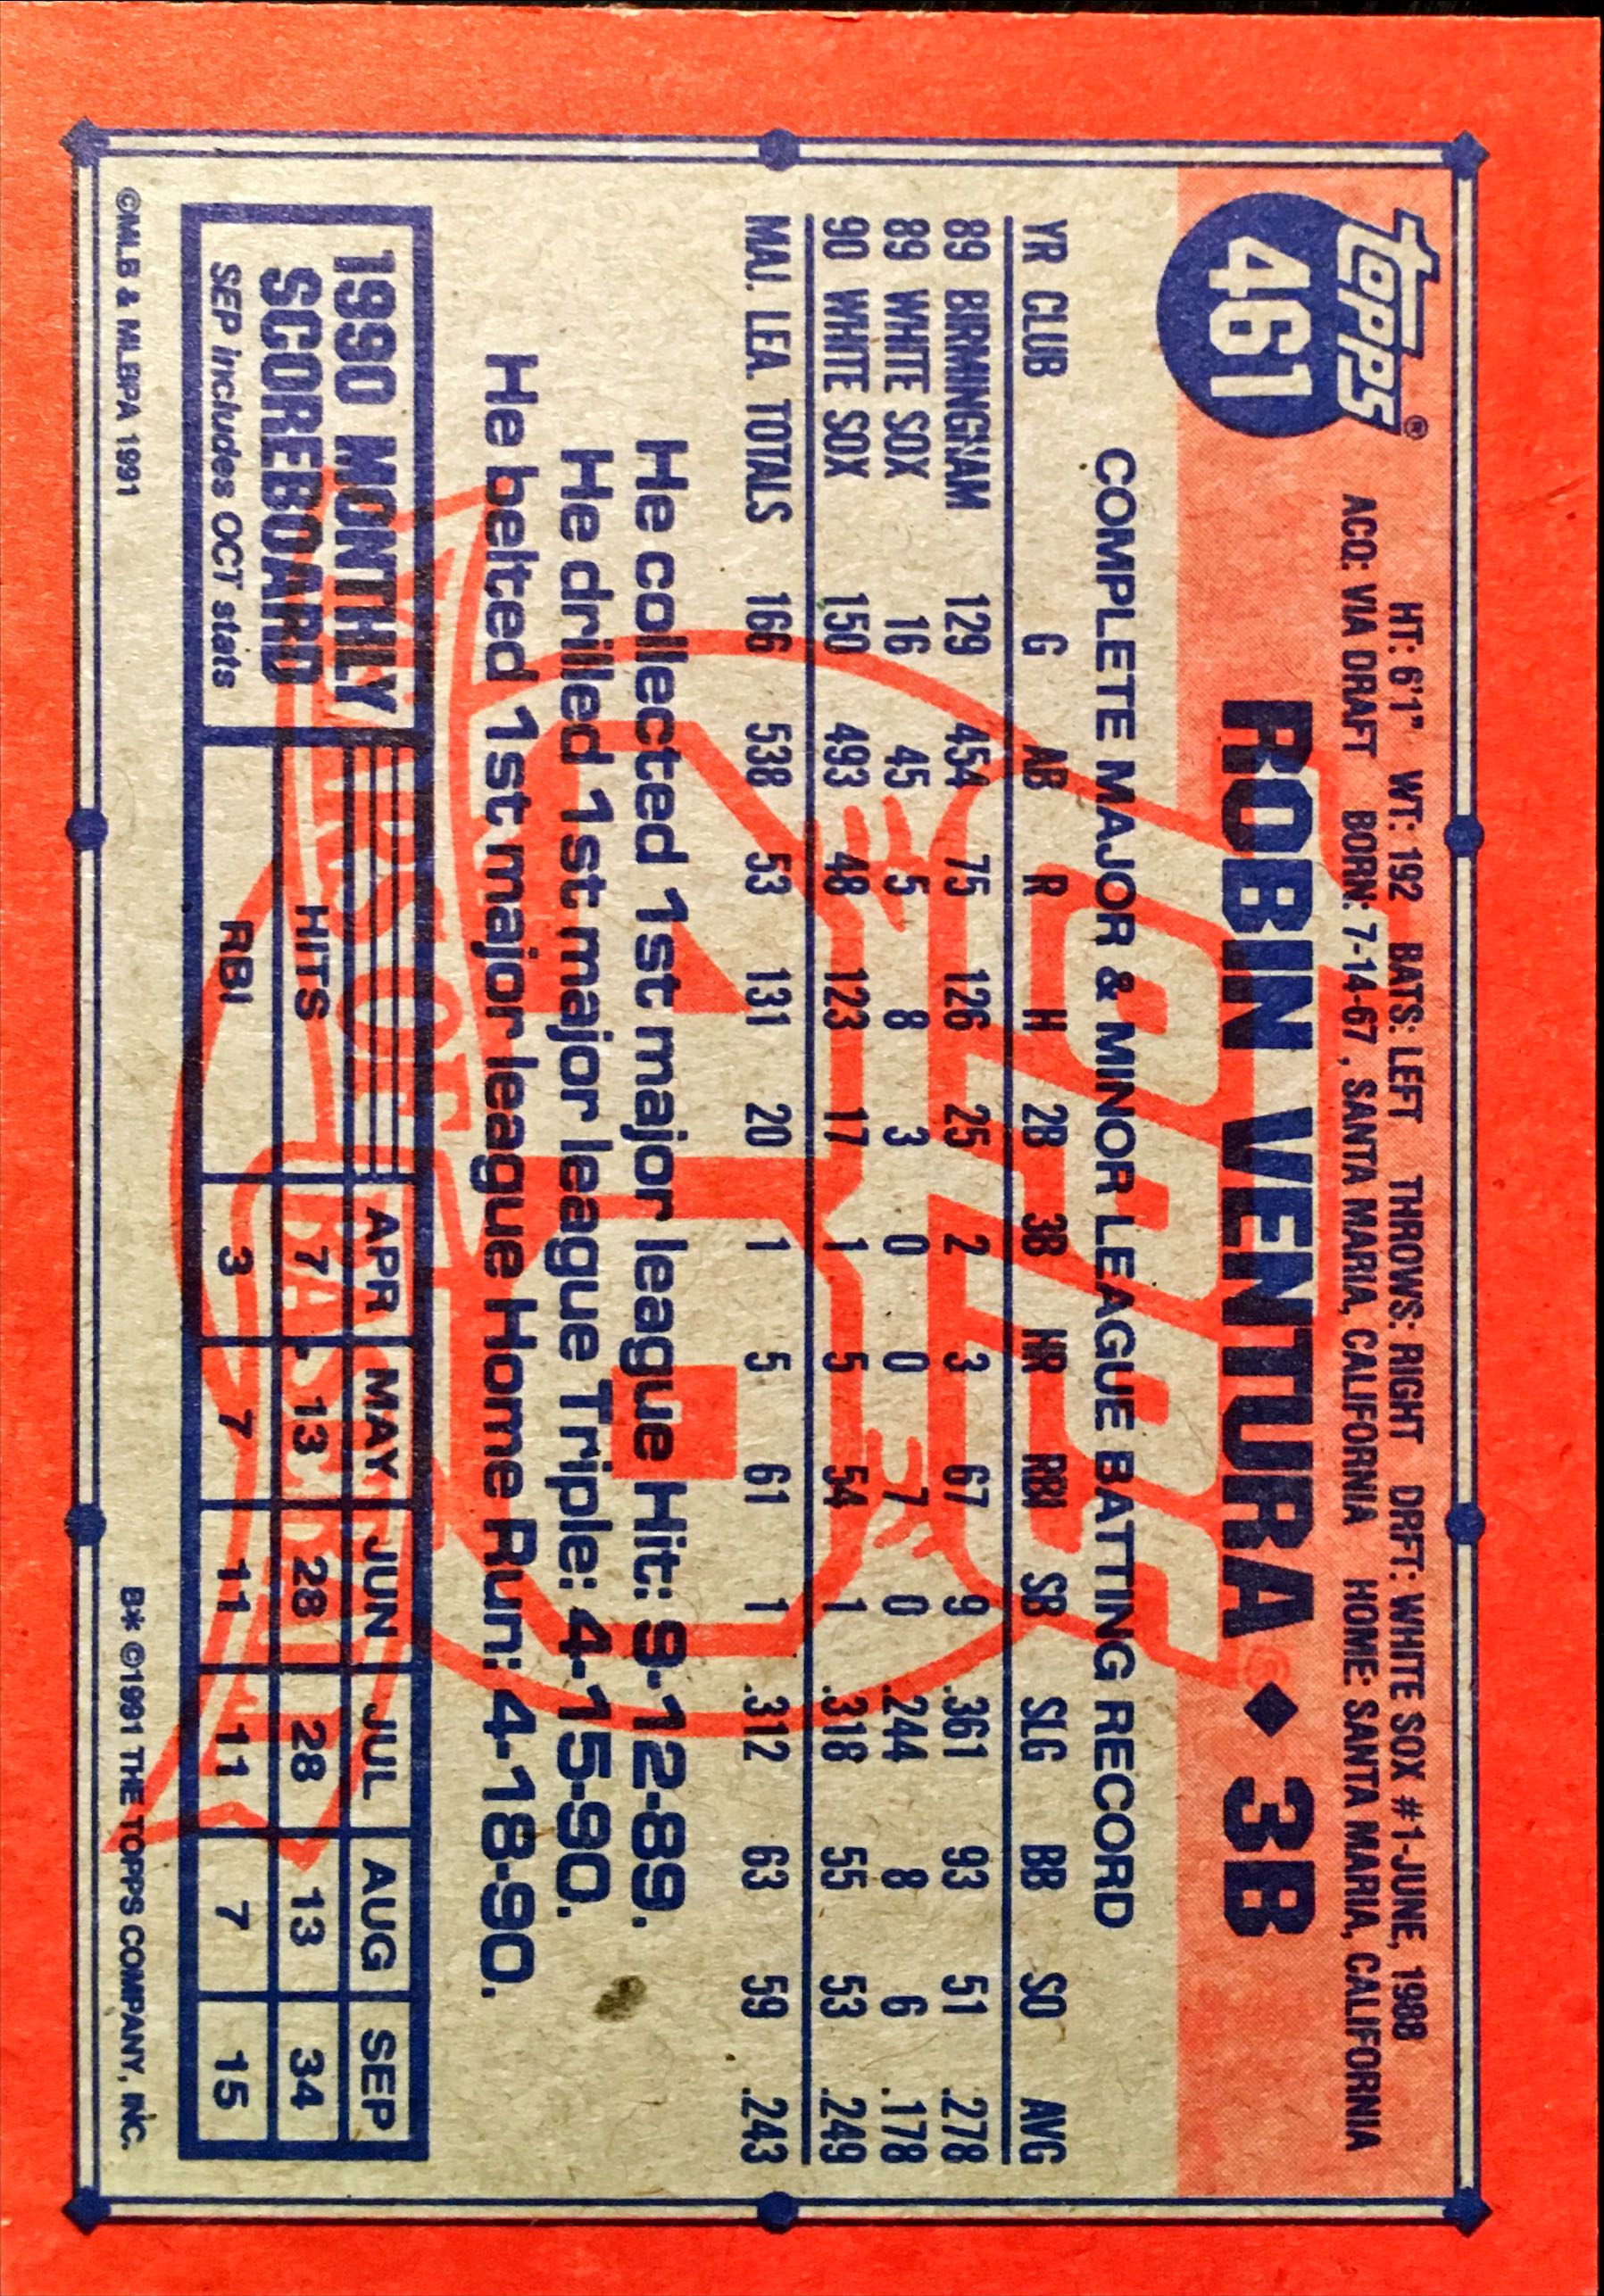 topps®
461
HT: 6'1" WT: 192 BATS: LEFT THROWS: RIGHT DRFT: WHITE SOX #1-JUNE, 1988
ACQ: VIA DRAFT BORN: 7-14-67, SANTA MARIA, CALIFORNIA HOME: SANTA MARIA, CALIFORNIA
ROBIN VENTURA ◆ 3B
COMPLETE MAJOR & MINOR LEAGUE BATTING RECORD
YR CLUB G AB R H 2B 3B HR RBI SB SLG BB SO AVG
89 BIRMINGHAM 129 454 75 126 25 2 3 67 9 .361 93 51 .278
89 WHITE SOX 16 45 5 8 3 0 0 7 0 .244 8 6 .178
90 WHITE SOX 150 493 48 123 17 1 5 54 1 .318 55 53 .249
MAJ. LEA. TOTALS 166 538 53 131 20 1 5 61 1 .312 63 59 .243
He collected 1st major league Hit: 9-12-89.
He drilled 1st major league Triple: 4-15-90.
He belted 1st major league Home Run: 4-18-90.
topps
40
YEARS OF BASEBALL
©
1990 MONTHLY
SCOREBOARD
SEP includes OCT stats
APR MAY JUN JUL AUG SEP
HITS 7 13 28 28 13 34
RBI 3 7 11 11 7 15
©MLB & MLBPA 1991
B* ©1991 THE TOPPS COMPANY, INC.